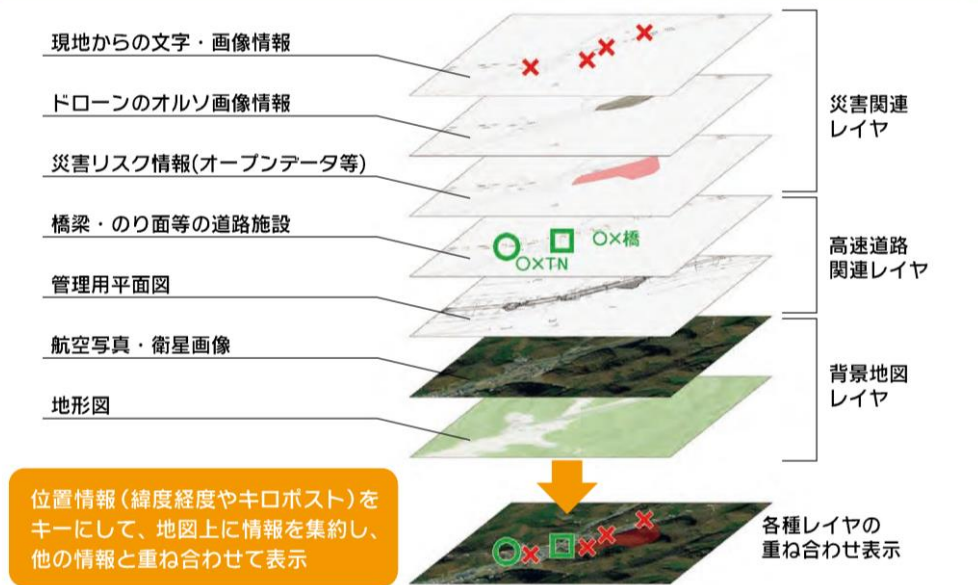 現地からの文字・画像情報
ドローンのオルソ画像情報
災害リスク情報(オープンデータ等)
橋梁・のり面等の道路施設
管理用平面図
航空写真・衛星画像
地形図
○×橋
○×TN
災害関連
レイヤ
高速道路
関連レイヤ
背景地図
レイヤ
位置情報(緯度経度やキロポスト)を
キーにして、地図上に情報を集約し、
他の情報と重ね合わせて表示
各種レイヤの
重ね合わせ表示